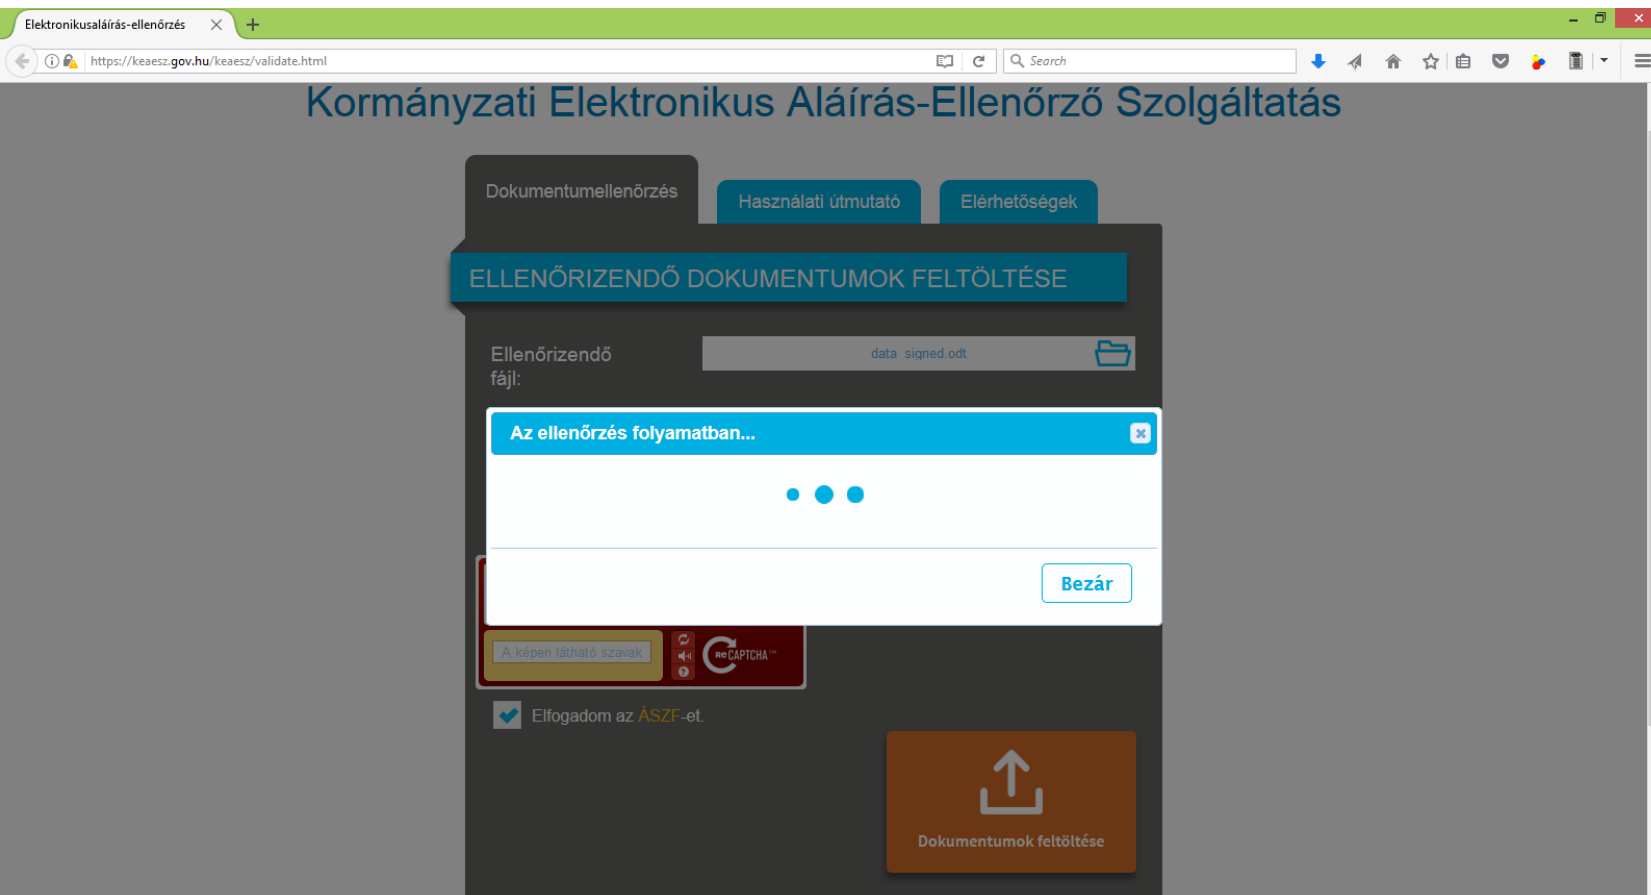 Elektronikusaláírás-ellenőrzés
https://keaesz.gov.hu/keaesz/validate.html
Search
Kormányzati Elektronikus Aláírás-Ellenőrző Szolgáltatás
Dokumentumellenőrzés
Használati útmutató
Elérhetőségek
ELLENŐRIZENDŐ DOKUMENTUMOK FELTÖLTÉSE
Ellenőrizendő
fájl:
data_signed.odt
Az ellenőrzés folyamatban...
Bezár
A képen látható szavak
ReCAPTCHA™
Elfogadom az ÁSZF-et.
Dokumentumok feltöltése